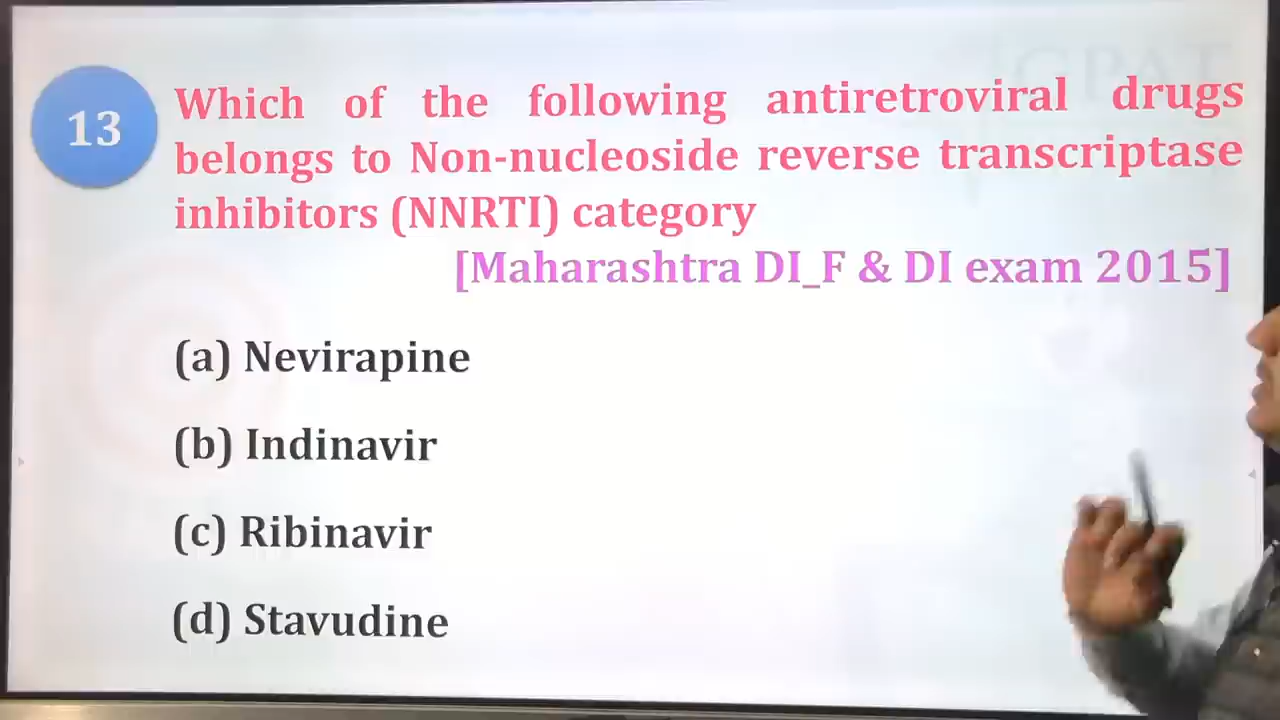 GPAT
13
Which of the following antiretroviral drugs
belongs to Non-nucleoside reverse transcriptase
inhibitors (NNRTI) category
[Maharashtra DI_F & DI exam 2015]
(a) Nevirapine
(b) Indinavir
(c) Ribinavir
(d) Stavudine